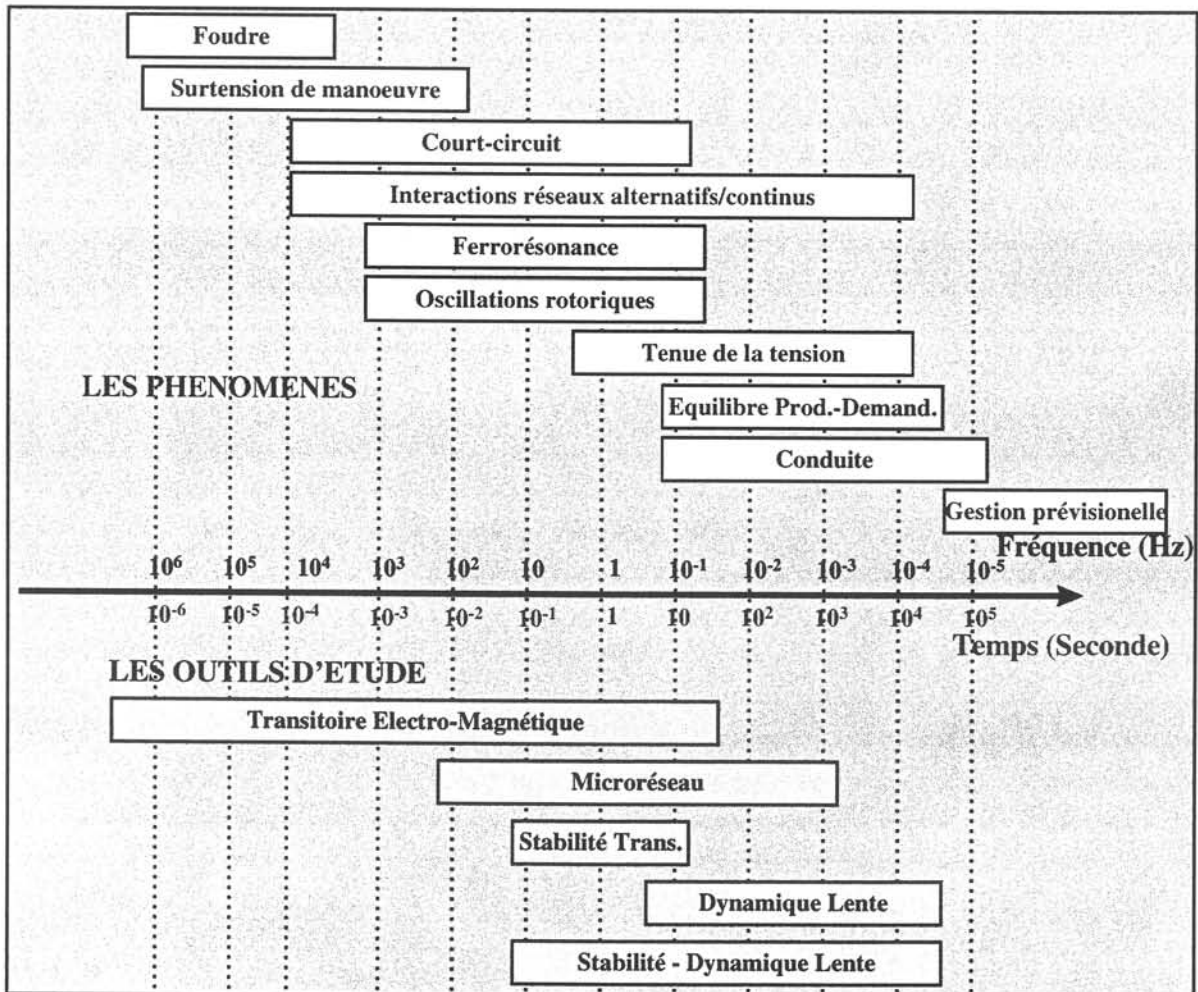 Foudre
Surtension de manoeuvre
Court-circuit
Interactions réseaux alternatifs/continus
Ferrorésonance
Oscillations rotoriques
Tenue de la tension
LES PHENOMENES
Equilibre Prod.-Demand.
Conduite
Gestion prévisionelle
Fréquence (Hz)
10⁶ 10⁵ 10⁴ 10³ 10² 10 1 10⁻¹ 10⁻² 10⁻³ 10⁻⁴ 10⁻⁵
10⁻⁶ 10⁻⁵ 10⁻⁴ 10⁻³ 10⁻² 10⁻¹ 1 10 10² 10³ 10⁴ 10⁵
Temps (Seconde)
LES OUTILS D'ETUDE
Transitoire Electro-Magnétique
Microréseau
Stabilité Trans.
Dynamique Lente
Stabilité - Dynamique Lente